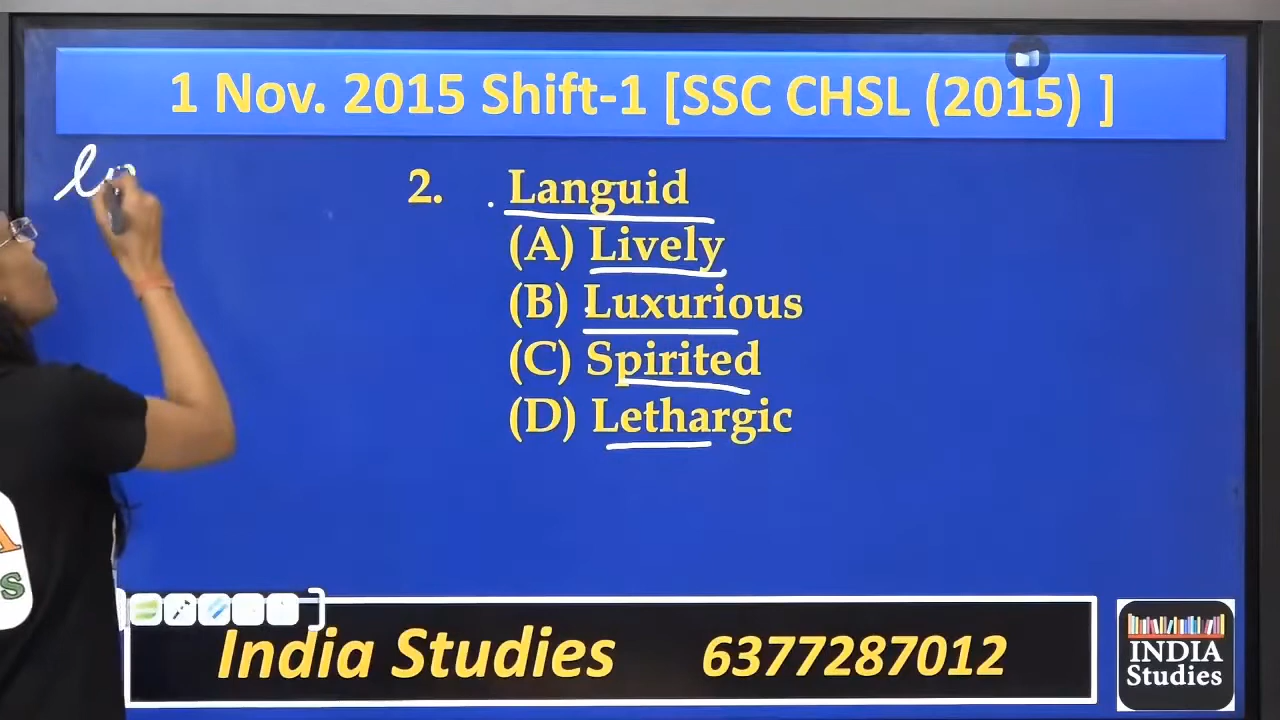 1 Nov. 2015 Shift-1 [SSC CHSL (2015) ]
2. Languid
(A) Lively
(B) Luxurious
(C) Spirited
(D) Lethargic
India Studies 6377287012
INDIA
Studies